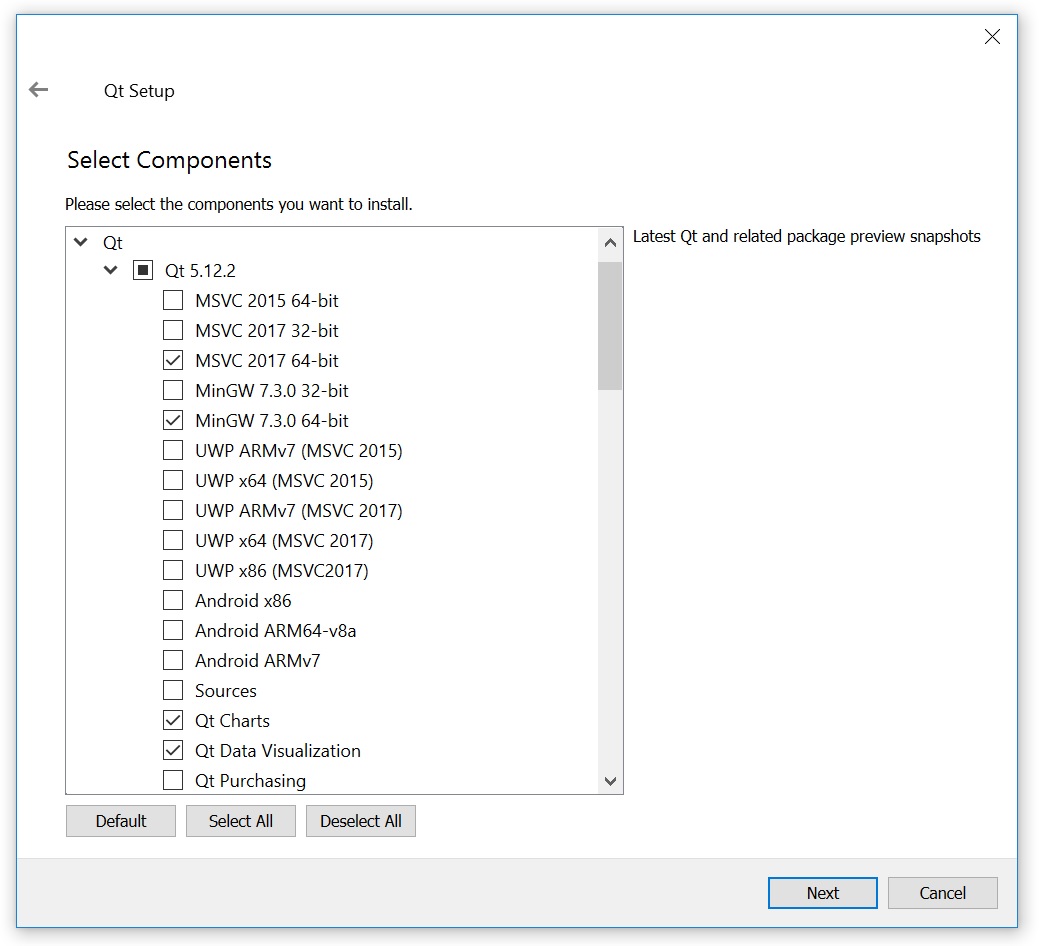 Qt Setup
Select Components
Please select the components you want to install.
Qt
Latest Qt and related package preview snapshots
Qt 5.12.2
MSVC 2015 64-bit
MSVC 2017 32-bit
MSVC 2017 64-bit
MinGW 7.3.0 32-bit
MinGW 7.3.0 64-bit
UWP ARMv7 (MSVC 2015)
UWP x64 (MSVC 2015)
UWP ARMv7 (MSVC 2017)
UWP x64 (MSVC 2017)
UWP x86 (MSVC2017)
Android x86
Android ARM64-v8a
Android ARMv7
Sources
Qt Charts
Qt Data Visualization
Qt Purchasing
Default Select All Deselect All
Next Cancel